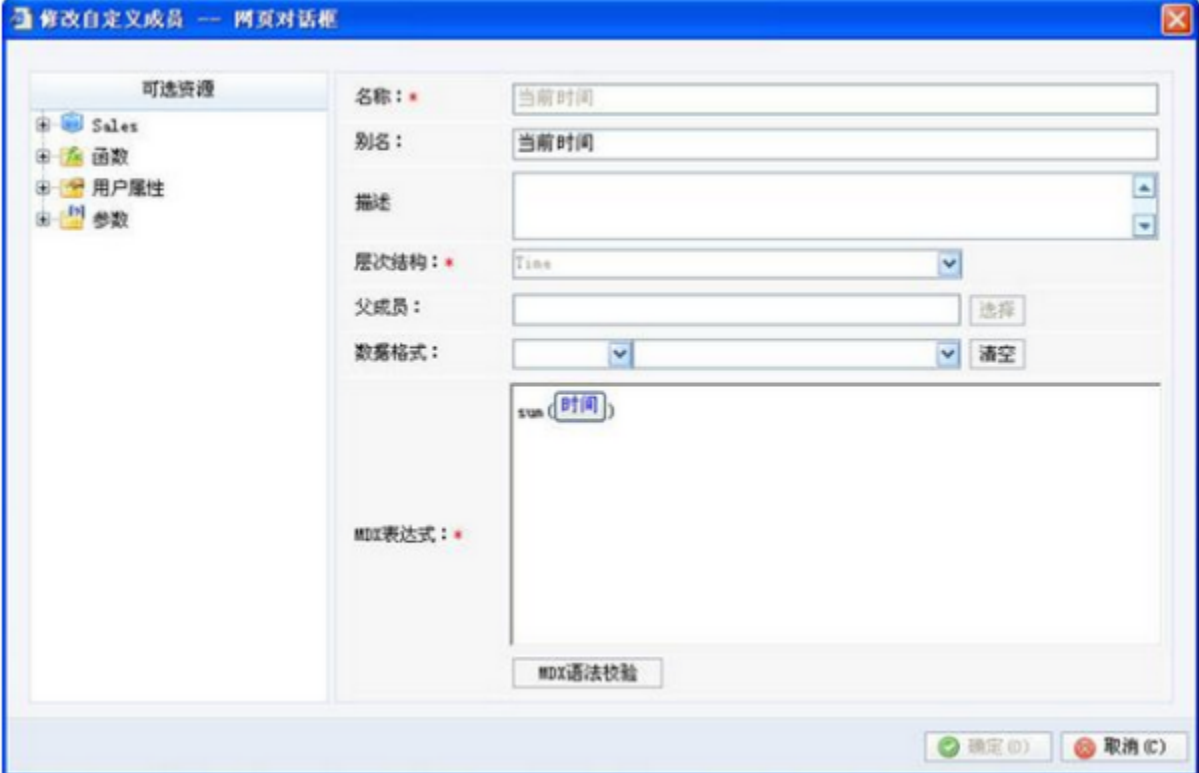 修改自定义成员 -- 网页对话框
可选资源
Sales
函数
用户属性
参数
名称：*
当前时间
别名：
当前时间
描述
层次结构：*
Time
父成员：
选择
数据格式：
清空
MDX表达式：*
sum(时间)
MDX语法校验
确定(O)
取消(C)